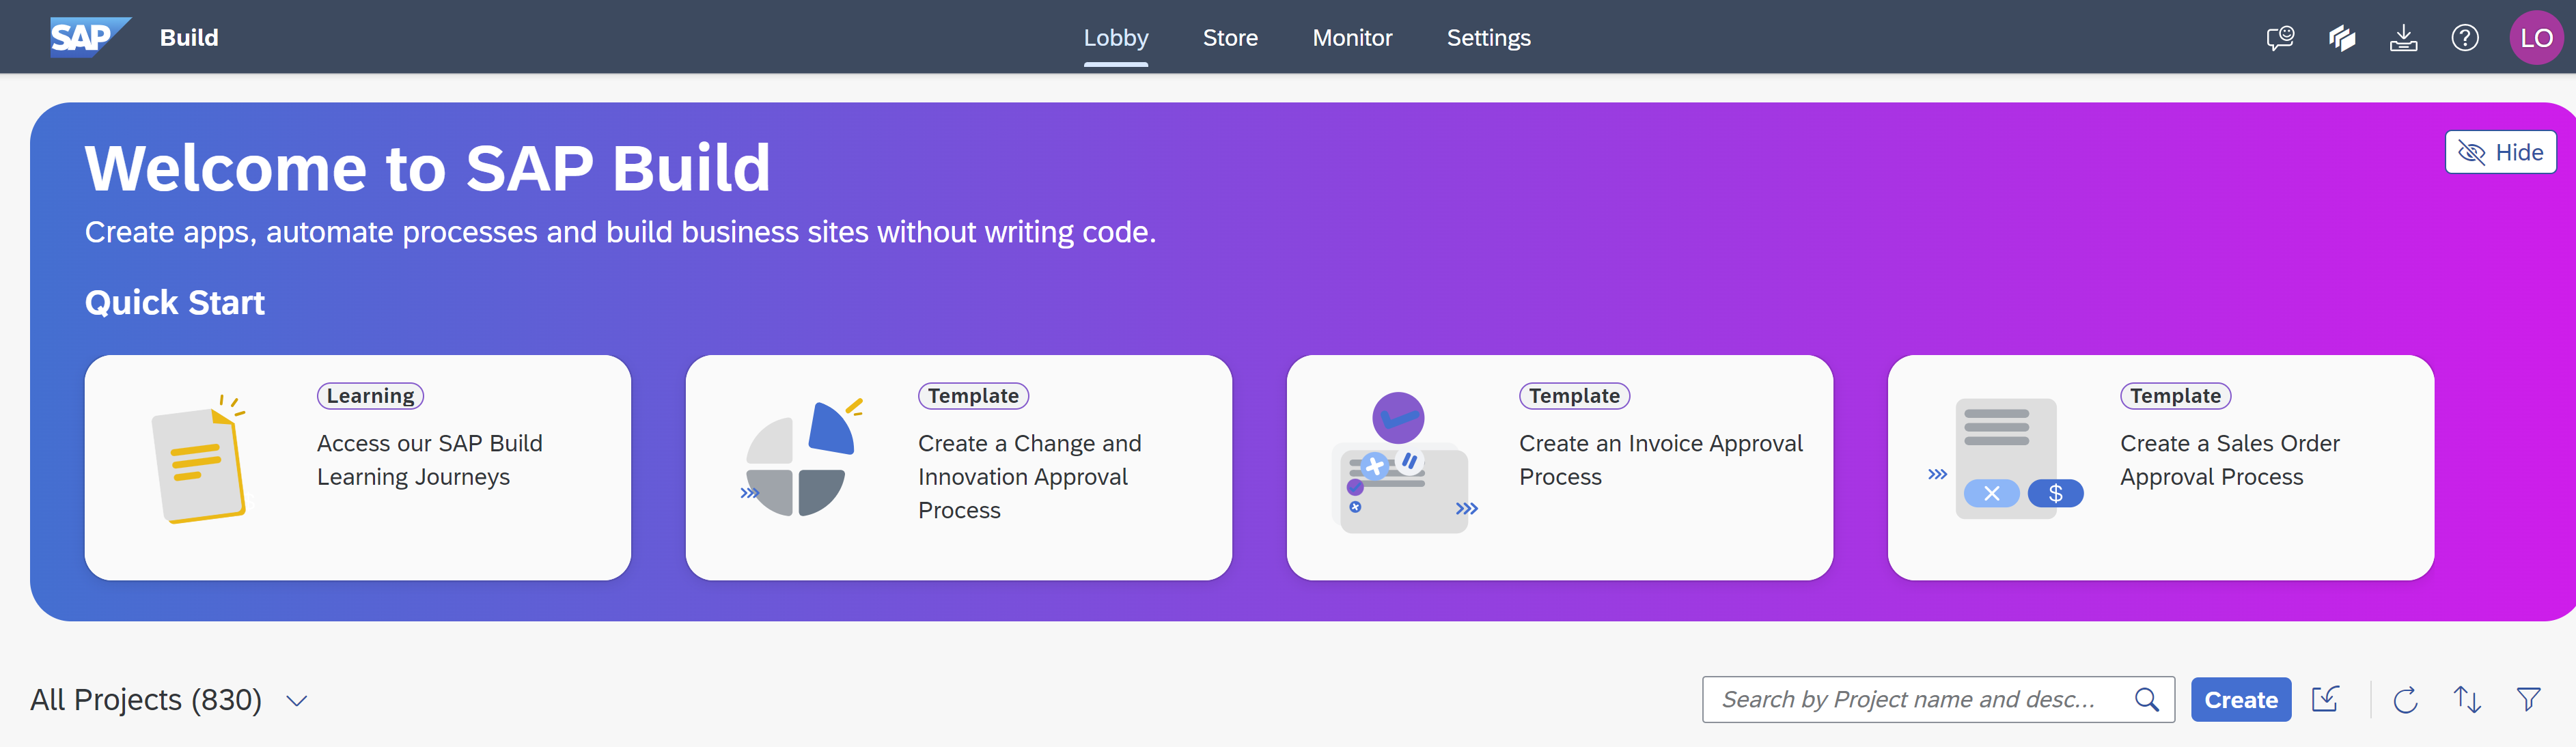 SAP Build
Lobby Store Monitor Settings
LO
Welcome to SAP Build
Hide
Create apps, automate processes and build business sites without writing code.
Quick Start
Learning
Access our SAP Build
Learning Journeys
Template
Create a Change and
Innovation Approval
Process
Template
Create an Invoice Approval
Process
Template
Create a Sales Order
Approval Process
$
All Projects (830)
Search by Project name and desc...
Create